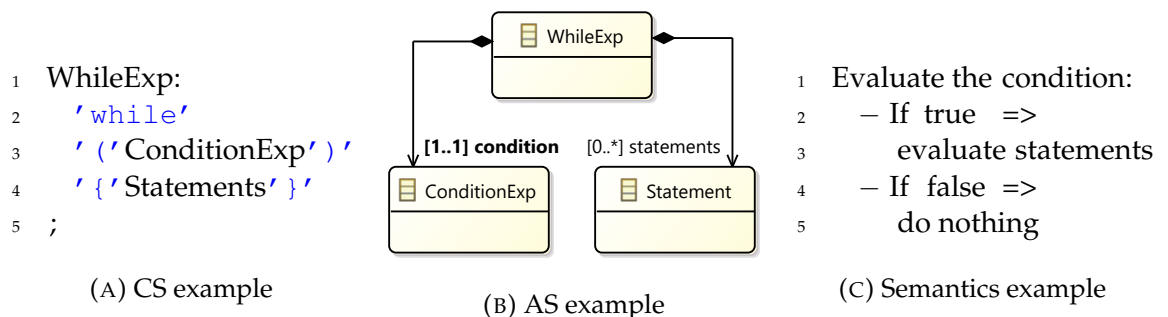 1 WhileExp:
2 'while'
3 '('ConditionExp')'
4 '{'Statements'}'
5 ;
(A) CS example
WhileExp
[1..1] condition
[0..*] statements
ConditionExp
Statement
(B) AS example
1 Evaluate the condition:
2 – If true =>
3 evaluate statements
4 – If false =>
5 do nothing
(C) Semantics example